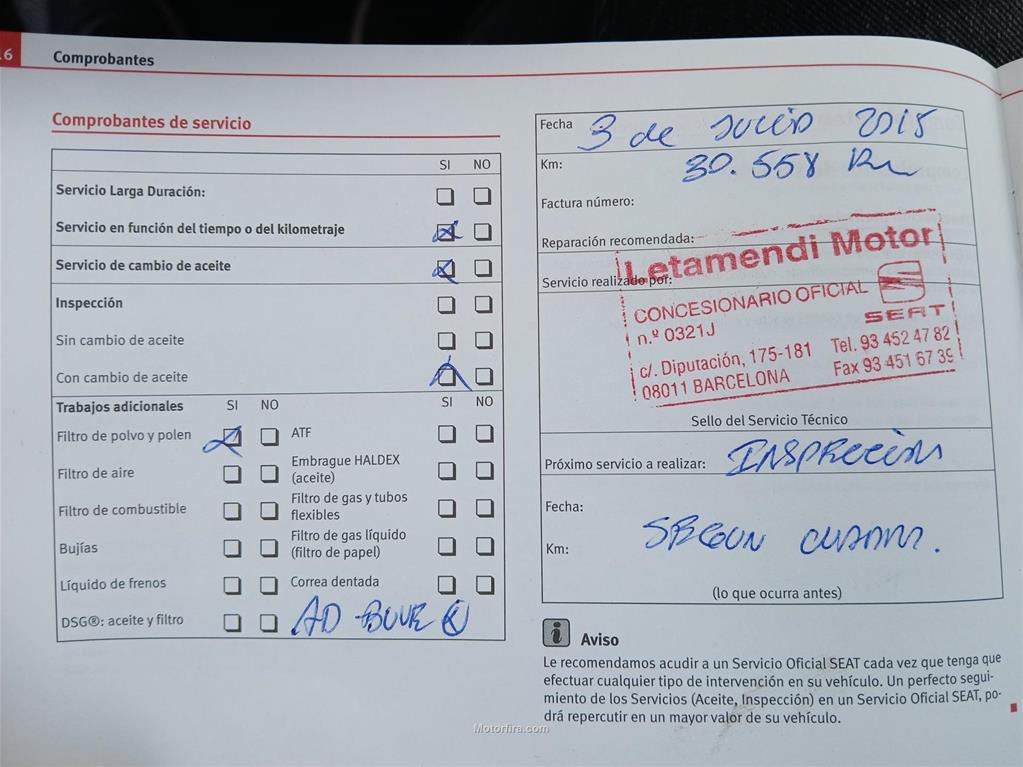 16
Comprobantes
Comprobantes de servicio
SI NO
Servicio Larga Duración:
Servicio en función del tiempo o del kilometraje
Servicio de cambio de aceite
Inspección
Sin cambio de aceite
Con cambio de aceite
Trabajos adicionales SI NO SI NO
Filtro de polvo y polen ATF
Filtro de aire Embrague HALDEX
(aceite)
Filtro de combustible Filtro de gas y tubos
flexibles
Bujías Filtro de gas líquido
(filtro de papel)
Líquido de frenos Correa dentada
DSG®: aceite y filtro AD-BLUE
Fecha 3 de JULIO 2015
Km: 30.558 Km
Factura número:
Reparación recomendada:
Servicio realizado por:
Letamendi Motor
CONCESIONARIO OFICIAL
SEAT
n.º 0321J
c/. Diputación, 175-181 Tel. 93 452 47 82
08011 BARCELONA Fax 93 451 67 39
Sello del Servicio Técnico
Próximo servicio a realizar: INSPECCIÓN
Fecha:
Km: SEGUN
(lo que ocurra antes)
i Aviso
Le recomendamos acudir a un Servicio Oficial SEAT cada vez que tenga que
efectuar cualquier tipo de intervención en su vehículo. Un perfecto segui-
miento de los Servicios (Aceite, Inspección) en un Servicio Oficial SEAT, po-
drá repercutir en un mayor valor de su vehículo.
Motorfira.com